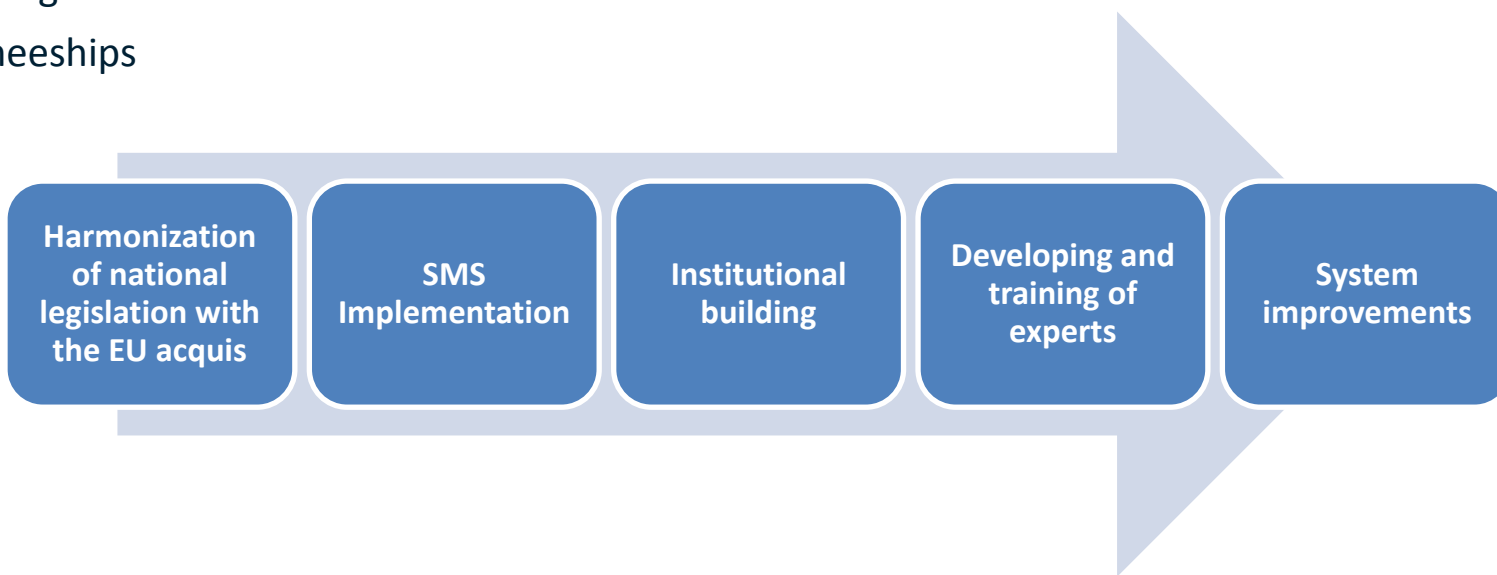 neeships
Harmonization
of national
legislation with
the EU acquis
SMS
Implementation
Institutional
building
Developing and
training of
experts
System
improvements